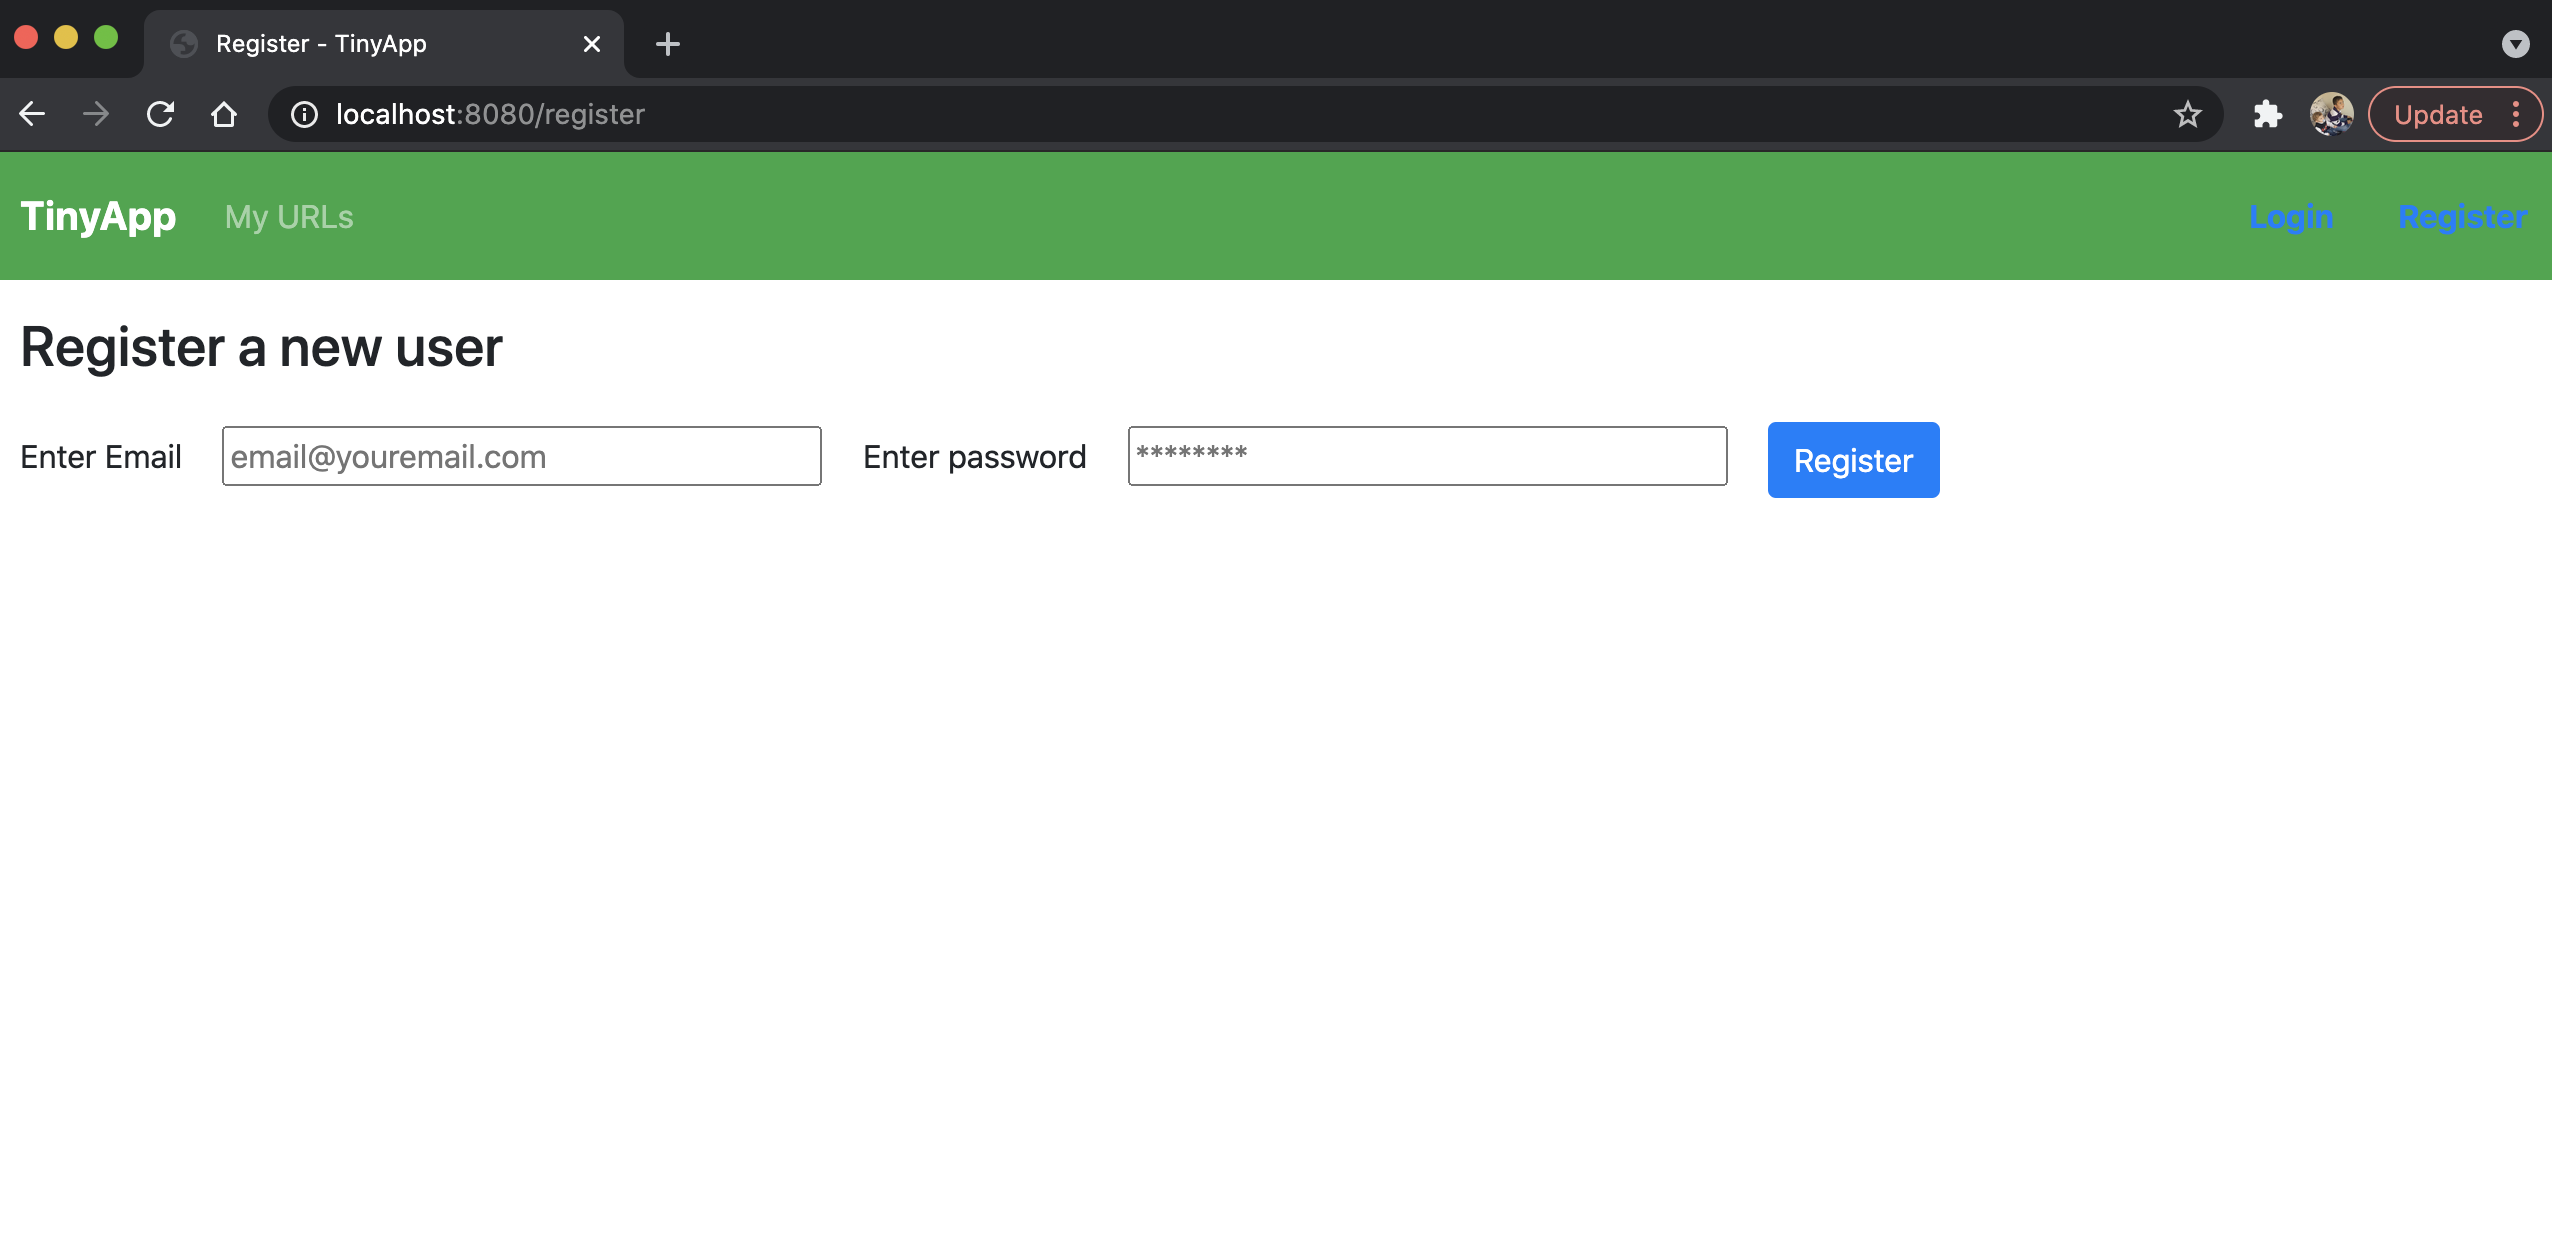 Register - TinyApp
localhost:8080/register
Update
TinyApp My URLs Login Register
Register a new user
Enter Email email@youremail.com Enter password ******** Register